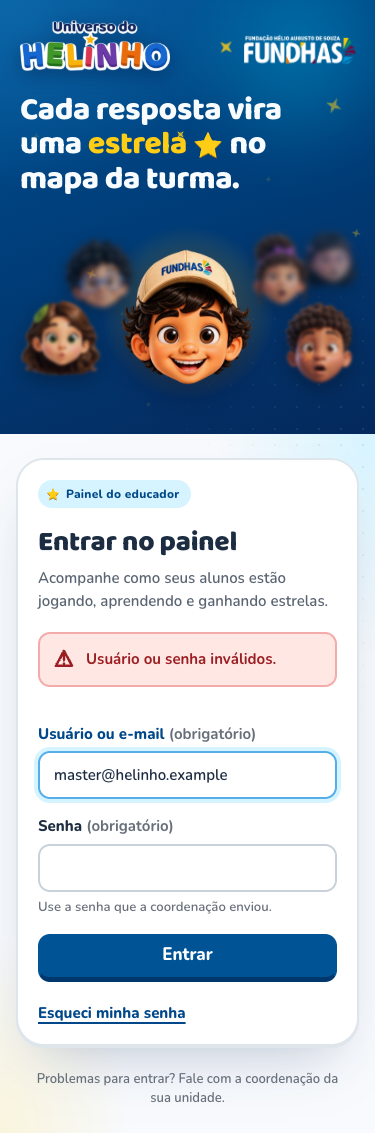 Universo do
HELINHO
FUNDAÇÃO HÉLIO AUGUSTO DE SOUZA
FUNDHAS
Cada resposta vira
uma estrela ⭐ no
mapa da turma.
FUNDHAS
⭐ Painel do educador
Entrar no painel
Acompanhe como seus alunos estão
jogando, aprendendo e ganhando estrelas.
⚠ Usuário ou senha inválidos.
Usuário ou e-mail (obrigatório)
master@helinho.example
Senha (obrigatório)
Use a senha que a coordenação enviou.
Entrar
Esqueci minha senha
Problemas para entrar? Fale com a coordenação da
sua unidade.